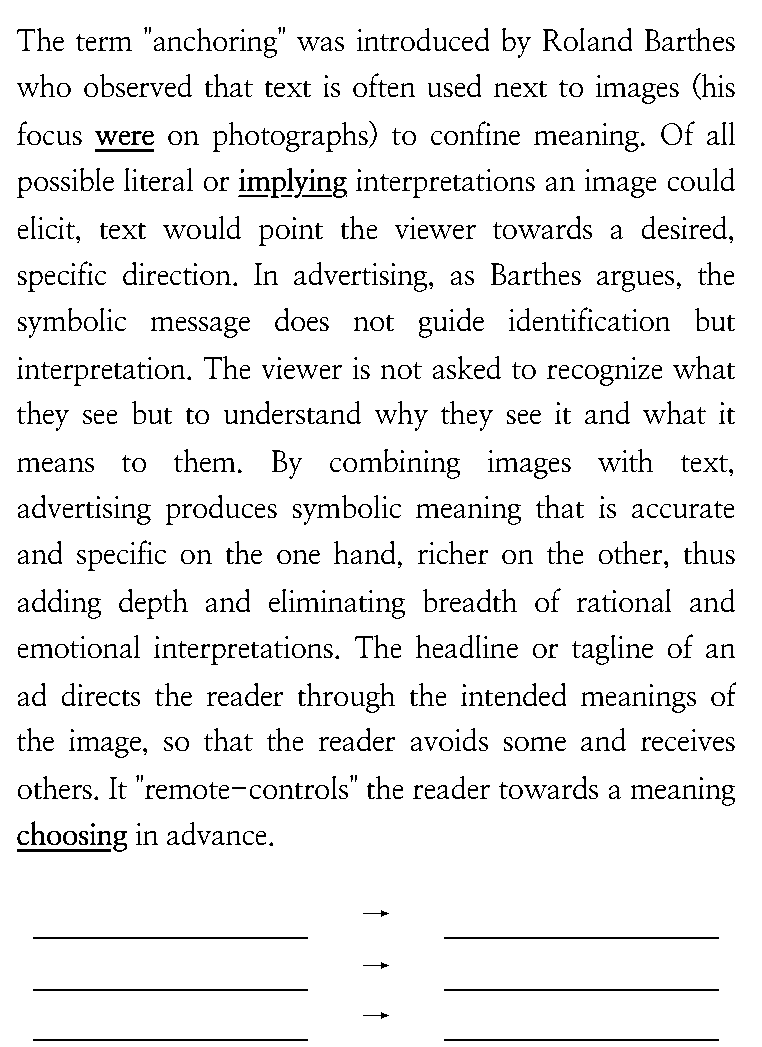 The term "anchoring" was introduced by Roland Barthes
who observed that text is often used next to images (his
focus were on photographs) to confine meaning. Of all
possible literal or implying interpretations an image could
elicit, text would point the viewer towards a desired,
specific direction. In advertising, as Barthes argues, the
symbolic message does not guide identification but
interpretation. The viewer is not asked to recognize what
they see but to understand why they see it and what it
means to them. By combining images with text,
advertising produces symbolic meaning that is accurate
and specific on the one hand, richer on the other, thus
adding depth and eliminating breadth of rational and
emotional interpretations. The headline or tagline of an
ad directs the reader through the intended meanings of
the image, so that the reader avoids some and receives
others. It "remote-controls" the reader towards a meaning
choosing in advance.
→
→
→